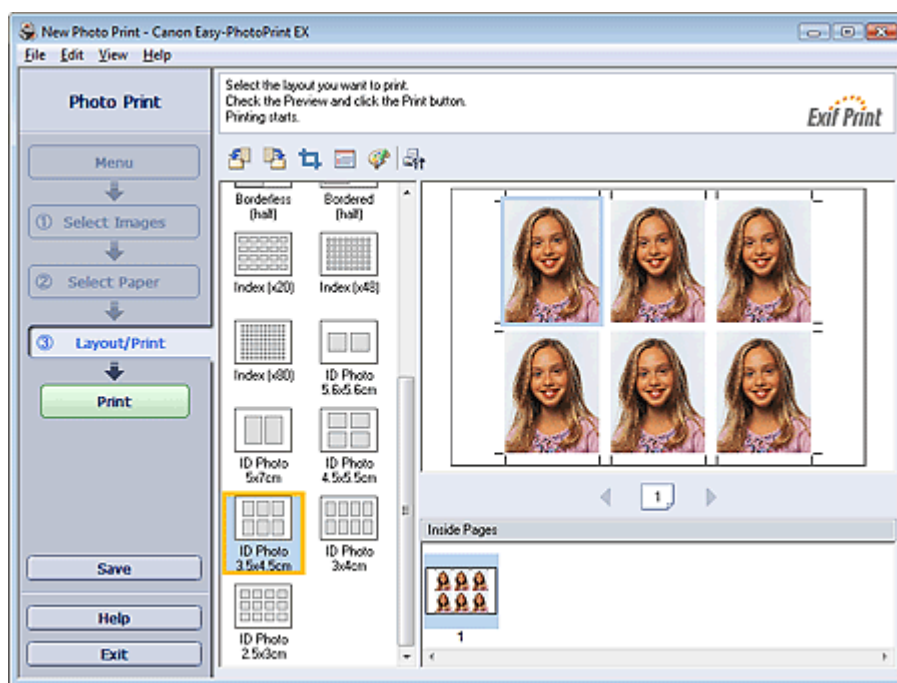 New Photo Print - Canon Easy-PhotoPrint EX
File Edit View Help
Photo Print
Select the layout you want to print.
Check the Preview and click the Print button.
Printing starts.
Exif Print
Menu
① Select Images
② Select Paper
③ Layout/Print
Print
Save
Help
Exit
Borderless
(half)
Bordered
(half)
Index (x20)
Index (x48)
Index (x80)
ID Photo
5.6x5.6cm
ID Photo
5x7cm
ID Photo
4.5x5.5cm
ID Photo
3.5x4.5cm
ID Photo
3x4cm
ID Photo
2.5x3cm
1
Inside Pages
1